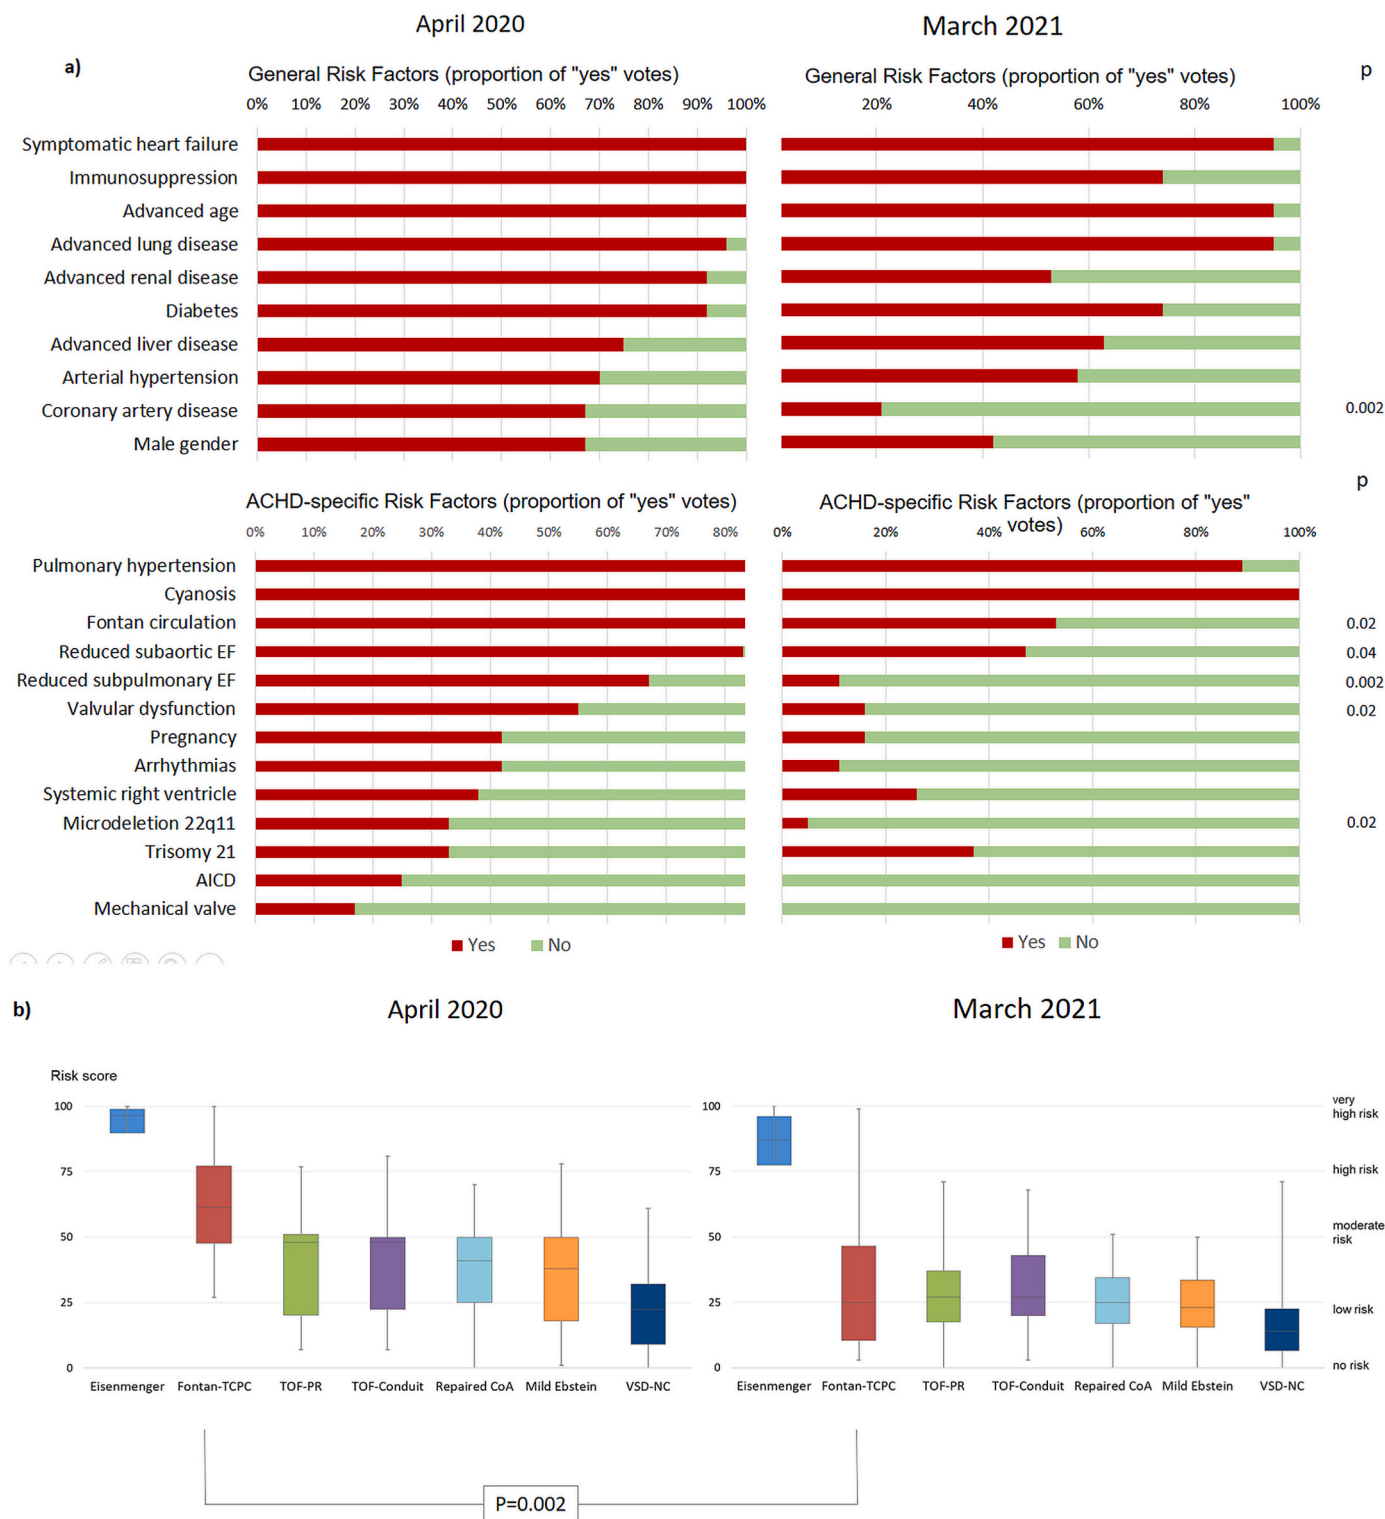 April 2020
March 2021
a)
General Risk Factors (proportion of "yes" votes)
General Risk Factors (proportion of "yes" votes)
p
0% 10% 20% 30% 40% 50% 60% 70% 80% 90% 100%
20% 40% 60% 80% 100%
Symptomatic heart failure
Immunosuppression
Advanced age
Advanced lung disease
Advanced renal disease
Diabetes
Advanced liver disease
Arterial hypertension
Coronary artery disease
0.002
Male gender
ACHD-specific Risk Factors (proportion of "yes" votes)
ACHD-specific Risk Factors (proportion of "yes"
votes)
p
0% 10% 20% 30% 40% 50% 60% 70% 80%
0% 20% 40% 60% 80% 100%
Pulmonary hypertension
Cyanosis
Fontan circulation
0.02
Reduced subaortic EF
0.04
Reduced subpulmonary EF
0.002
Valvular dysfunction
0.02
Pregnancy
Arrhythmias
Systemic right ventricle
Microdeletion 22q11
0.02
Trisomy 21
AICD
Mechanical valve
Yes No
Yes No
b)
April 2020
March 2021
Risk score
100
75
50
25
0
Eisenmenger Fontan-TCPC TOF-PR TOF-Conduit Repaired CoA Mild Ebstein VSD-NC
100
75
50
25
0
very
high risk
high risk
moderate
risk
low risk
no risk
Eisenmenger Fontan-TCPC TOF-PR TOF-Conduit Repaired CoA Mild Ebstein VSD-NC
P=0.002